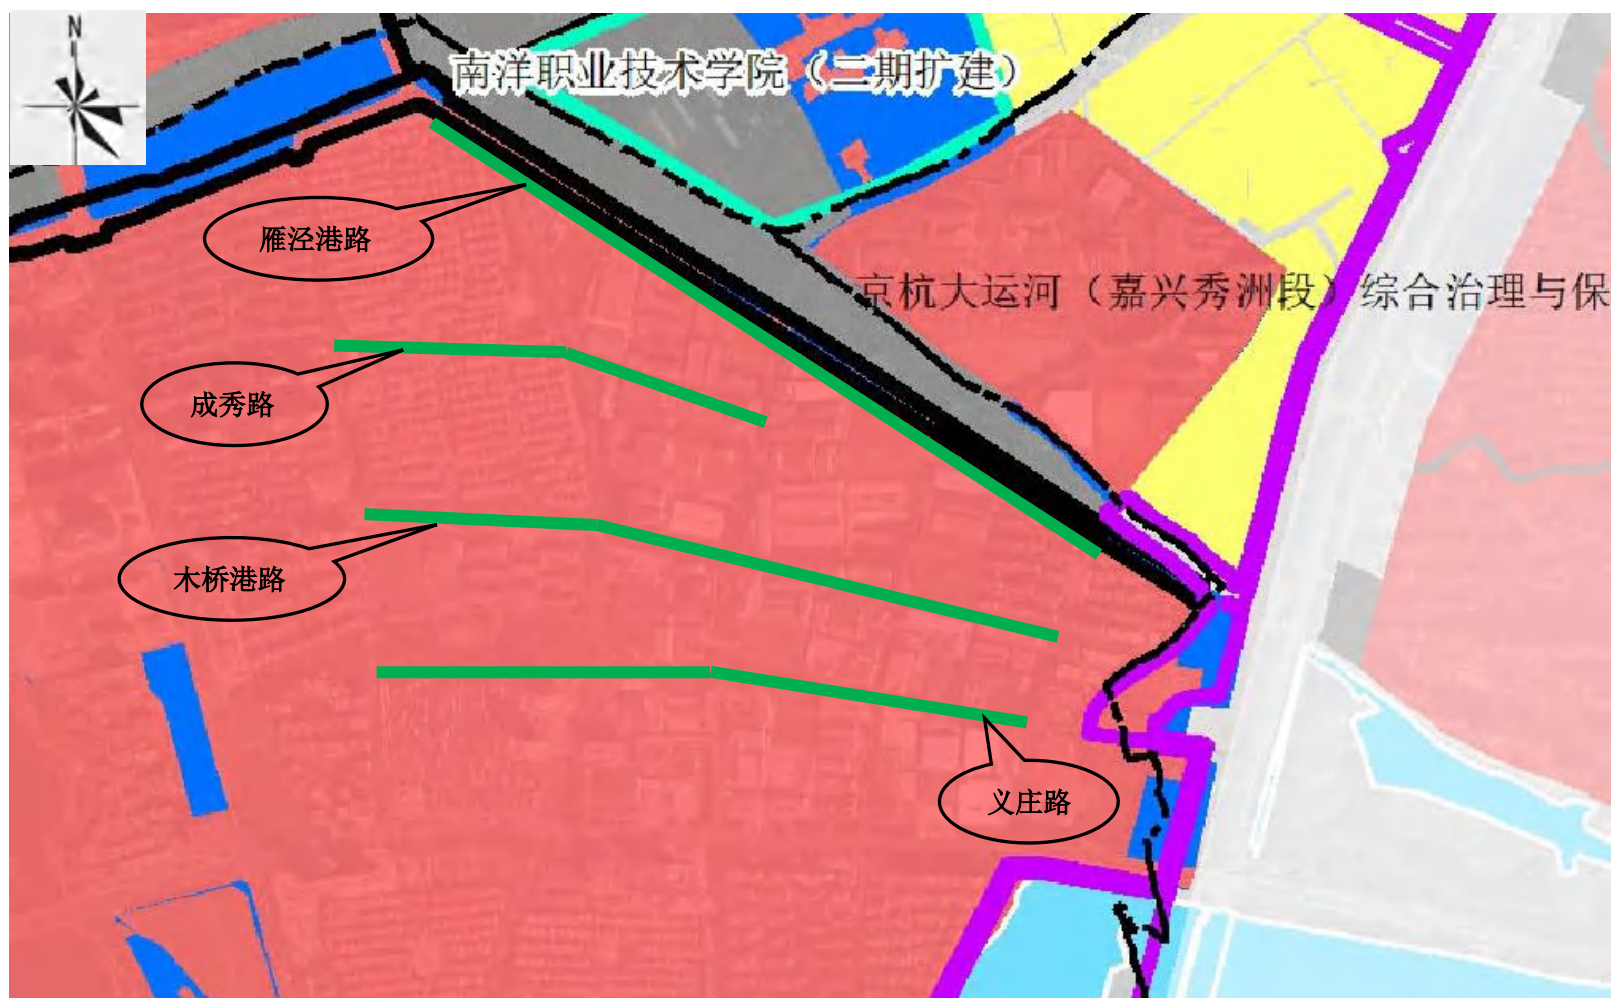 N
南洋职业技术学院（二期扩建）
雁泾港路
京杭大运河（嘉兴秀洲段）综合治理与保
成秀路
木桥港路
义庄路